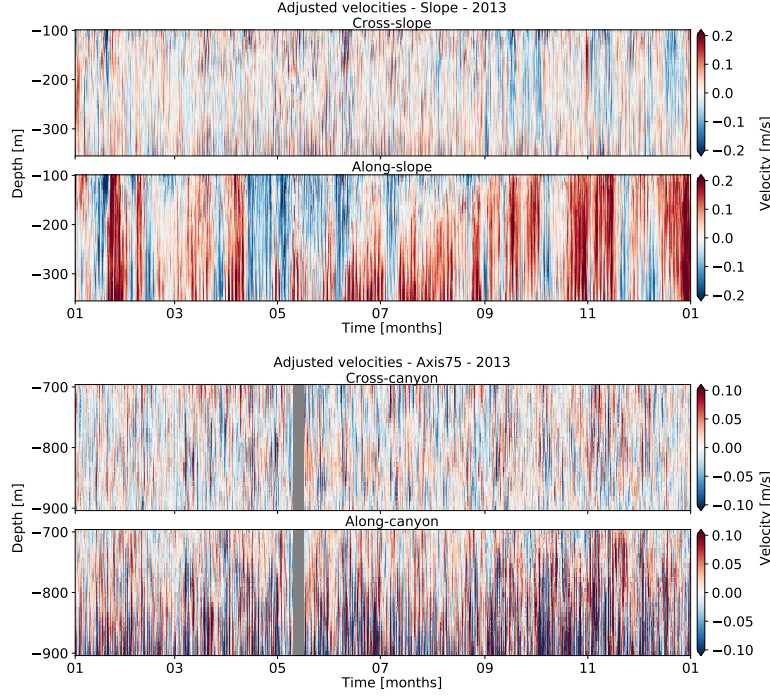 Adjusted velocities - Slope - 2013
Cross-slope
−100
−200
−300
0.2
0.1
0.0
−0.1
−0.2
Along-slope
−100
−200
−300
0.2
0.1
0.0
−0.1
−0.2
Depth [m]
Velocity [m/s]
01 03 05 07 09 11 01
Time [months]
Adjusted velocities - Axis75 - 2013
Cross-canyon
−700
−800
−900
0.10
0.05
0.00
−0.05
−0.10
Along-canyon
−700
−800
−900
0.10
0.05
0.00
−0.05
−0.10
Depth [m]
Velocity [m/s]
01 03 05 07 09 11 01
Time [months]